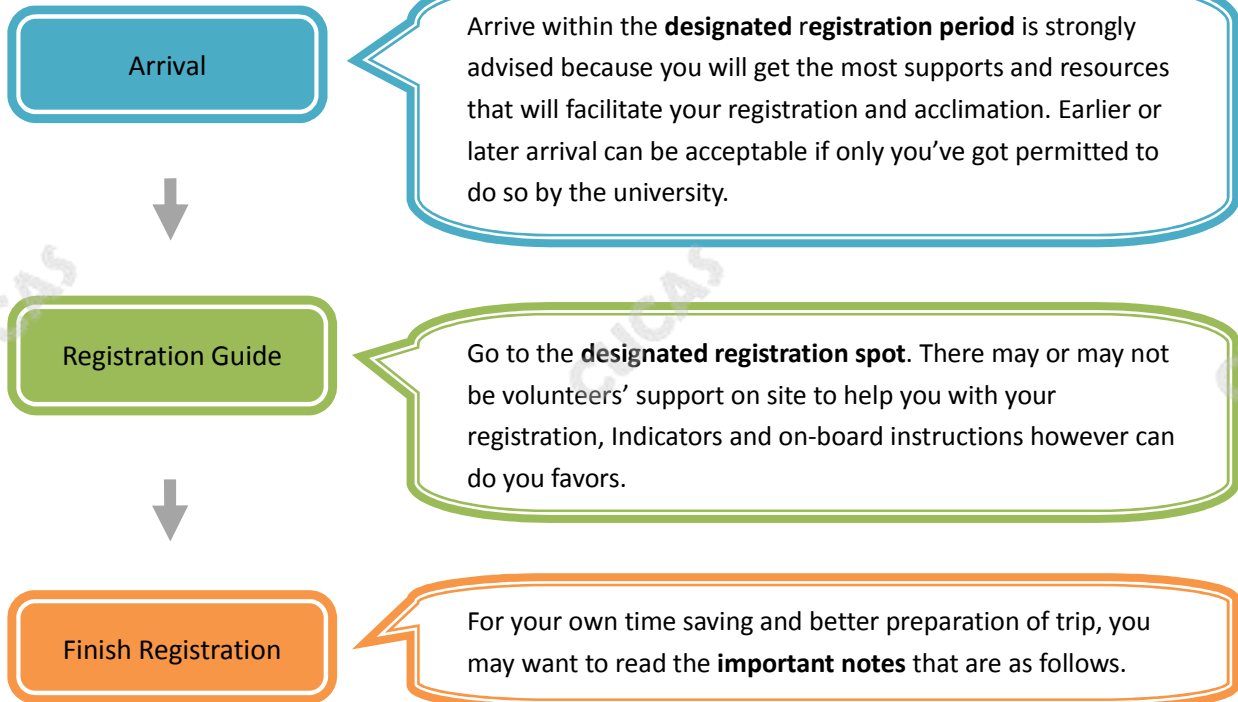 Arrival
Arrive within the designated registration period is strongly
advised because you will get the most supports and resources
that will facilitate your registration and acclimation. Earlier or
later arrival can be acceptable if only you’ve got permitted to
do so by the university.
CUCAS
Registration Guide
Go to the designated registration spot. There may or may not
be volunteers’ support on site to help you with your
registration, Indicators and on-board instructions however can
do you favors.
Finish Registration
For your own time saving and better preparation of trip, you
may want to read the important notes that are as follows.